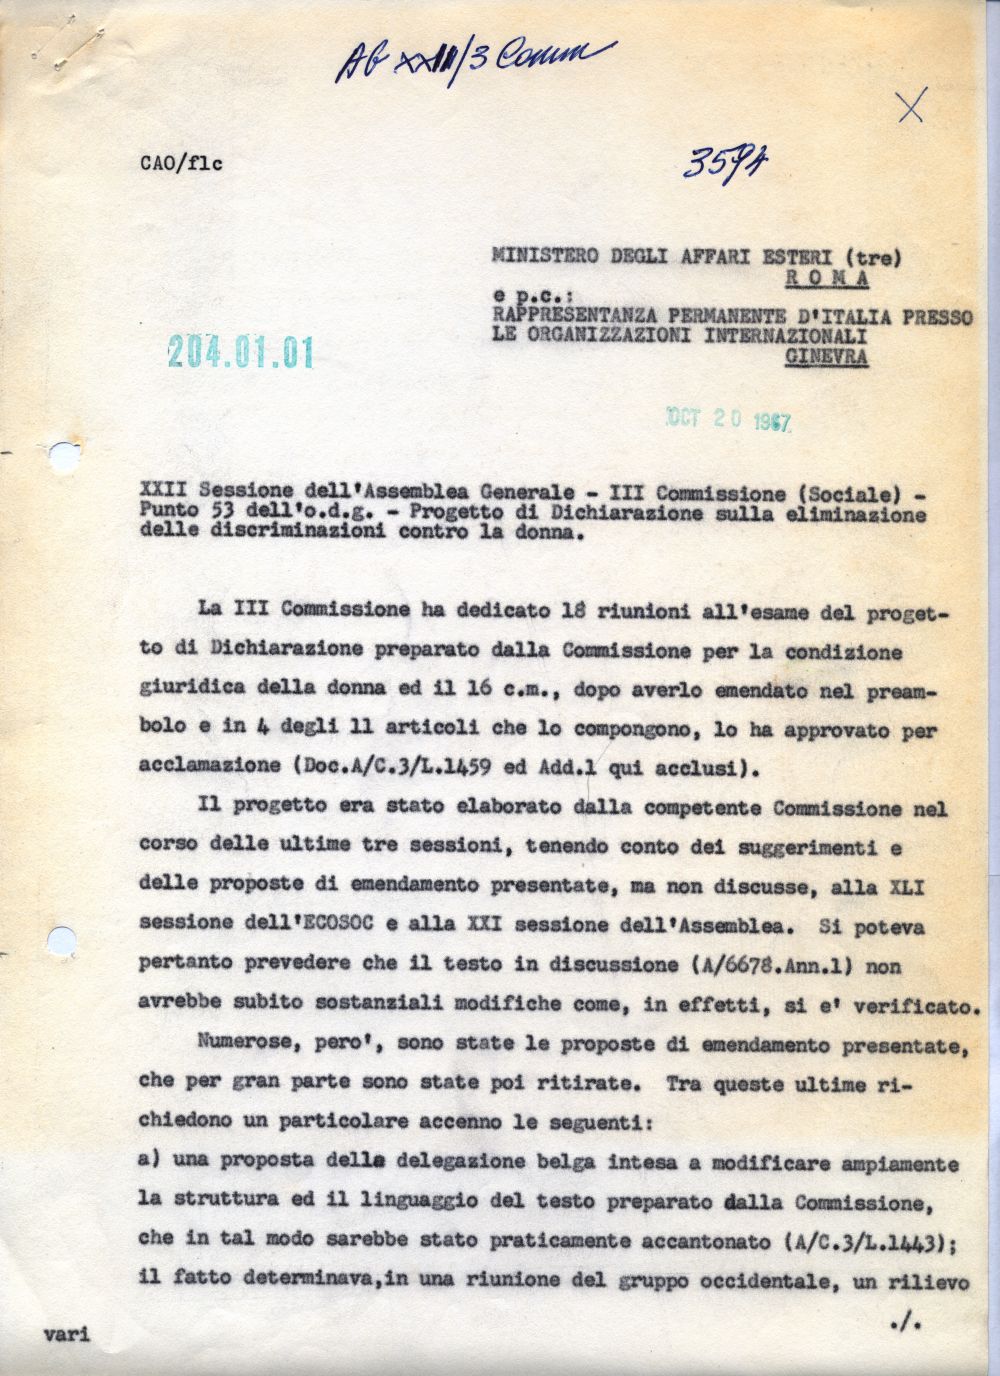 AG XXII/3 Comm
X
CAO/flc
3594
MINISTERO DEGLI AFFARI ESTERI (tre)
R O M A
e p.c.:
RAPPRESENTANZA PERMANENTE D'ITALIA PRESSO
LE ORGANIZZAZIONI INTERNAZIONALI
GINEVRA
204.01.01
OCT 20 1967
XXII Sessione dell'Assemblea Generale - III Commissione (Sociale) -
Punto 53 dell'o.d.g. - Progetto di Dichiarazione sulla eliminazione
delle discriminazioni contro la donna.
La III Commissione ha dedicato 18 riunioni all'esame del proget-
to di Dichiarazione preparato dalla Commissione per la condizione
giuridica della donna ed il 16 c.m., dopo averlo emendato nel pream-
bolo e in 4 degli 11 articoli che lo compongono, lo ha approvato per
acclamazione (Doc.A/C.3/L.1459 ed Add.1 qui acclusi).
Il progetto era stato elaborato dalla competente Commissione nel
corso delle ultime tre sessioni, tenendo conto dei suggerimenti e
delle proposte di emendamento presentate, ma non discusse, alla XLI
sessione dell'ECOSOC e alla XXI sessione dell'Assemblea. Si poteva
pertanto prevedere che il testo in discussione (A/6678.Ann.1) non
avrebbe subito sostanziali modifiche come, in effetti, si e' verificato.
Numerose, pero', sono state le proposte di emendamento presentate,
che per gran parte sono state poi ritirate. Tra queste ultime ri-
chiedono un particolare accenno le seguenti:
a) una proposta della delegazione belga intesa a modificare ampiamente
la struttura ed il linguaggio del testo preparato dalla Commissione,
che in tal modo sarebbe stato praticamente accantonato (A/C.3/L.1443);
il fatto determinava,in una riunione del gruppo occidentale, un rilievo
./.
vari